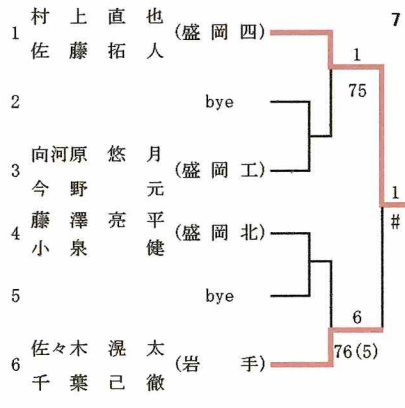 1 村上直也 (盛岡四)
佐藤拓人
2 bye
3 向河原悠月 (盛岡工)
今野元
4 藤澤亮平 (盛岡北)
小泉健
5 bye
6 佐々木滉太 (岩手)
千葉己徹
7
1
75
1
#
6
76(5)